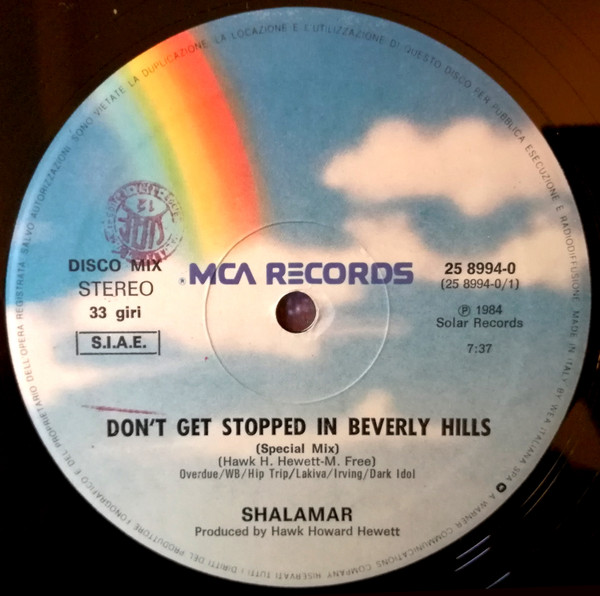 SONO VIETATE LA DUPLICAZIONE, LA LOCAZIONE E L'UTILIZZAZIONE DI QUESTO DISCO PER PUBBLICA ESECUZIONE E RADIODIFFUSIONE. MADE IN ITALY BY WEA ITALIANA SPA A WARNER COMMUNICATIONS COMPANY. RISERVATI TUTTI I DIRITTI DEL PRODUTTORE FONOGRAFICO E DEL PROPRIETARIO DELL'OPERA REGISTRATA. SALVO AUTORIZZAZIONI
12
DISCO MIX
STEREO
33 giri
S.I.A.E.
®MCA RECORDS
25 8994-0
(25 8994-0/1)
℗ 1984
Solar Records
7:37
DON'T GET STOPPED IN BEVERLY HILLS
(Special Mix)
(Hawk H. Hewett-M. Free)
Overdue/WB/Hip Trip/Lakiva/Irving/Dark Idol
SHALAMAR
Produced by Hawk Howard Hewett